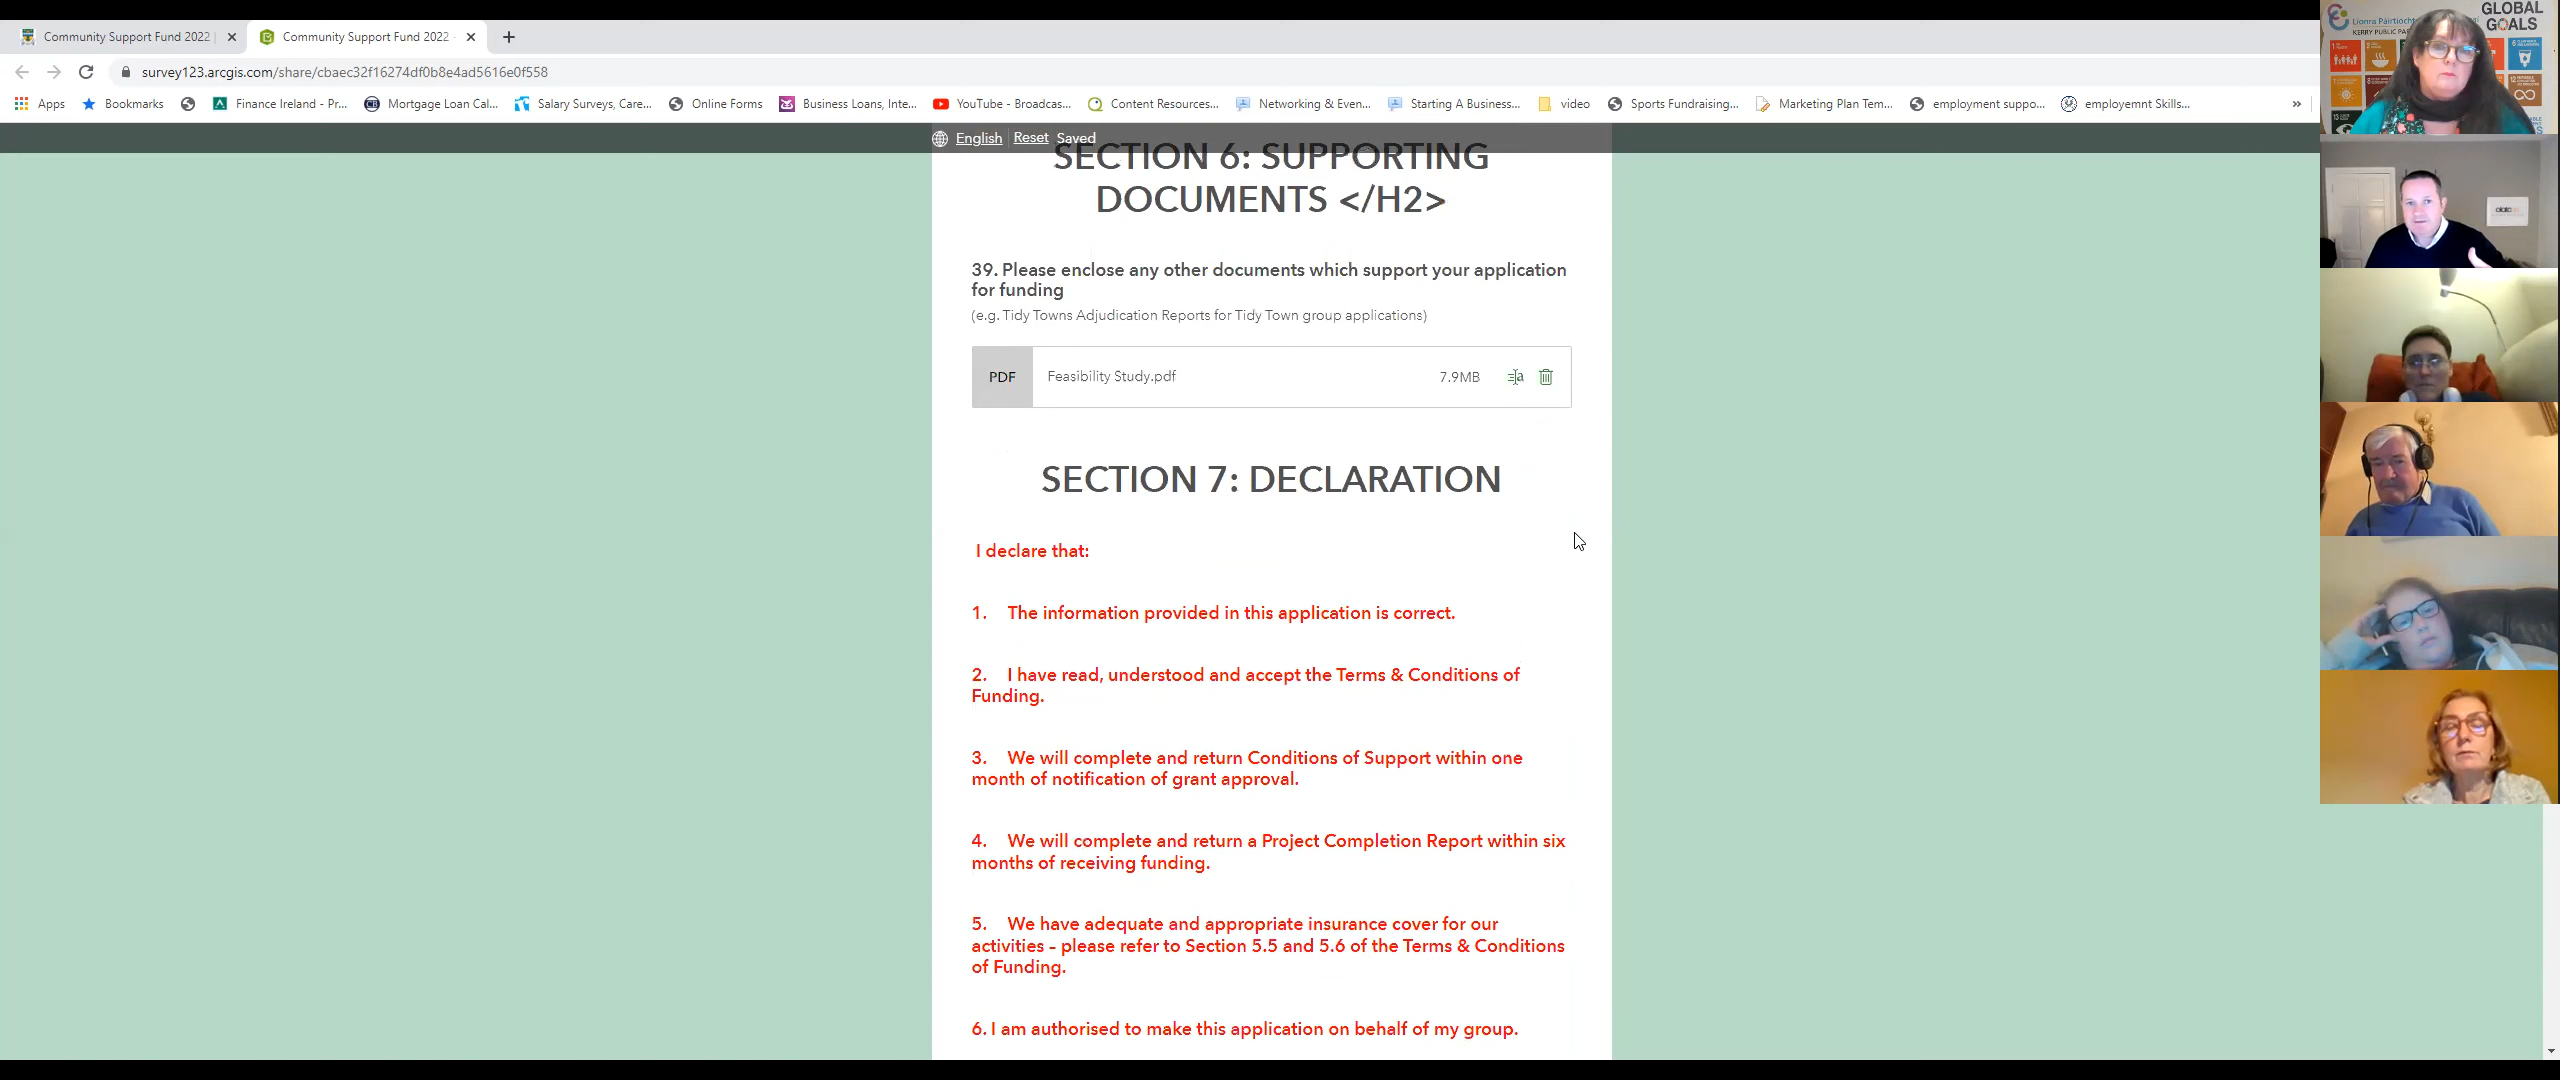 Community Support Fund 2022
Community Support Fund 2022 -
survey123.arcgis.com/share/cbaec32f16274df0b8e4ad5616e0f558
Apps
Bookmarks
Finance Ireland - Pr...
Mortgage Loan Cal...
Salary Surveys, Care...
Online Forms
Business Loans, Inte...
YouTube - Broadcas...
Content Resources...
Networking & Even...
Starting A Business...
video
Sports Fundraising...
Marketing Plan Tem...
employment suppo...
employemnt Skills...
»
English
Reset
Saved
SECTION 6: SUPPORTING
DOCUMENTS </H2>
39. Please enclose any other documents which support your application
for funding
(e.g. Tidy Towns Adjudication Reports for Tidy Town group applications)
PDF
Feasibility Study.pdf
7.9MB
SECTION 7: DECLARATION
I declare that:
1. The information provided in this application is correct.
2. I have read, understood and accept the Terms & Conditions of
Funding.
3. We will complete and return Conditions of Support within one
month of notification of grant approval.
4. We will complete and return a Project Completion Report within six
months of receiving funding.
5. We have adequate and appropriate insurance cover for our
activities – please refer to Section 5.5 and 5.6 of the Terms & Conditions
of Funding.
6. I am authorised to make this application on behalf of my group.
GLOBAL
GOALS
Líonra
KERRY PUBLIC